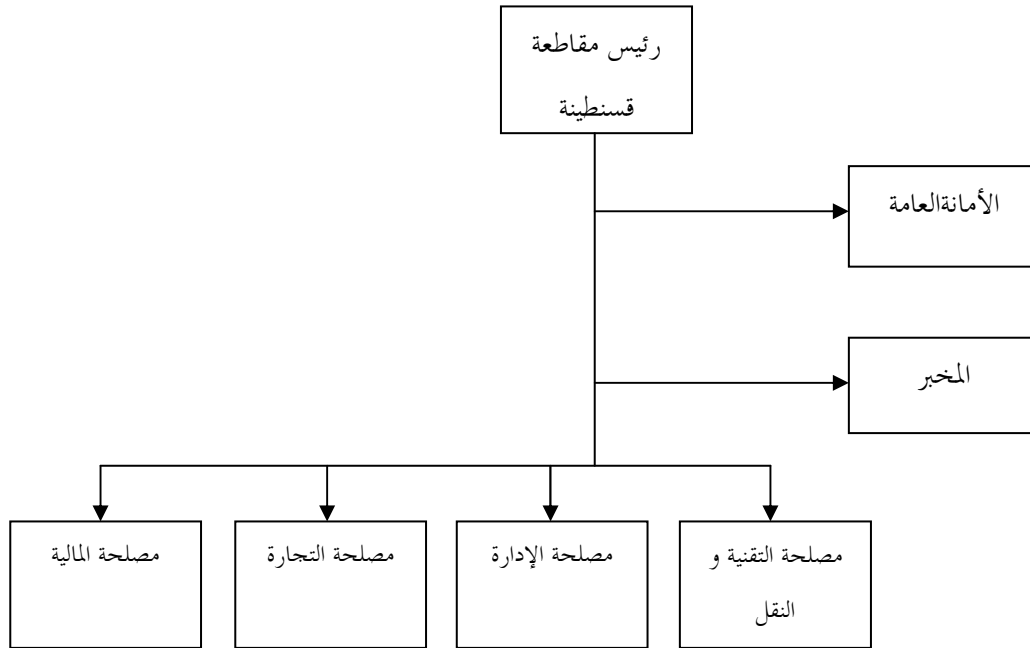 رئيس مقاطعة
قسنطينة
الأمانةالعامة
المخبر
مصلحة التقنية و
النقل
مصلحة الإدارة
مصلحة التجارة
مصلحة المالية